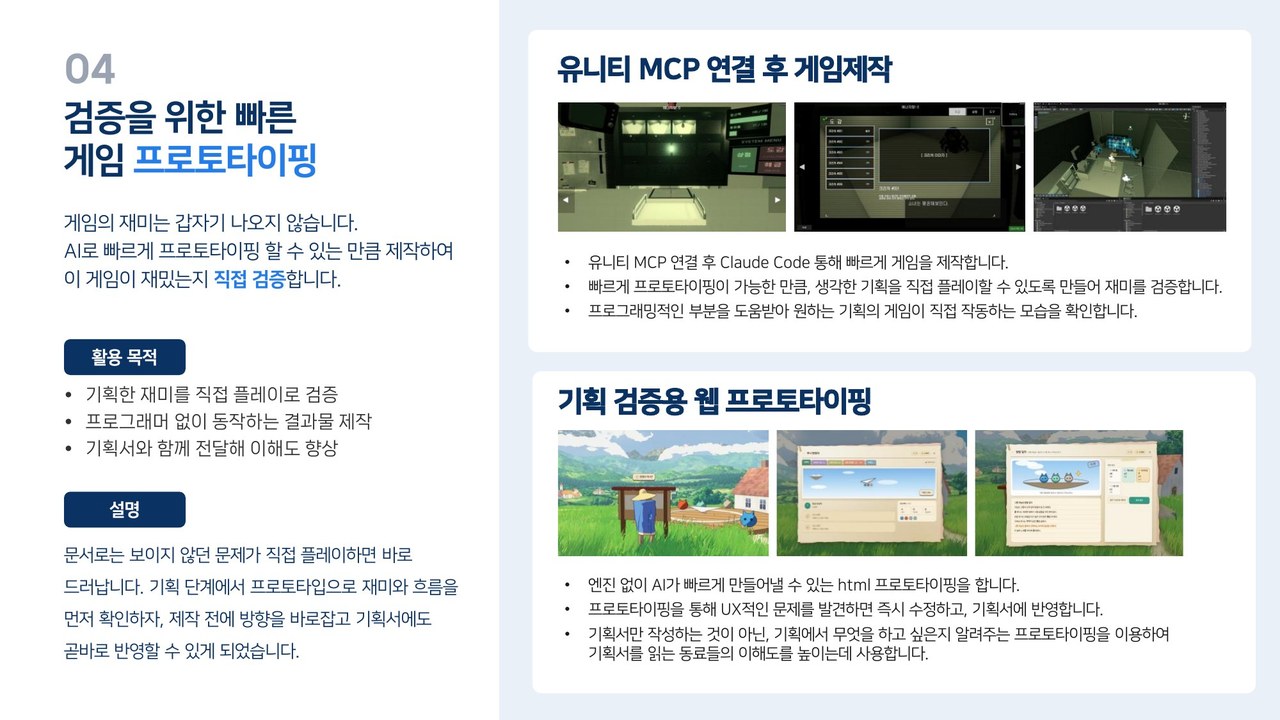 04
검증을 위한 빠른
게임 프로토타이핑
게임의 재미는 갑자기 나오지 않습니다.
AI로 빠르게 프로토타이핑 할 수 있는 만큼 제작하여
이 게임이 재밌는지 직접 검증합니다.
활용 목적
• 기획한 재미를 직접 플레이로 검증
• 프로그래머 없이 동작하는 결과물 제작
• 기획서와 함께 전달해 이해도 향상
설명
문서로는 보이지 않던 문제가 직접 플레이하면 바로
드러납니다. 기획 단계에서 프로토타입으로 재미와 흐름을
먼저 확인하자, 제작 전에 방향을 바로잡고 기획서에도
곧바로 반영할 수 있게 되었습니다.
유니티 MCP 연결 후 게임제작
도감
• 유니티 MCP 연결 후 Claude Code 통해 빠르게 게임을 제작합니다.
• 빠르게 프로토타이핑이 가능한 만큼, 생각한 기획을 직접 플레이할 수 있도록 만들어 재미를 검증합니다.
• 프로그래밍적인 부분을 도움받아 원하는 기획의 게임이 직접 작동하는 모습을 확인합니다.
기획 검증용 웹 프로토타이핑
• 엔진 없이 AI가 빠르게 만들어낼 수 있는 html 프로토타이핑을 합니다.
• 프로토타이핑을 통해 UX적인 문제를 발견하면 즉시 수정하고, 기획서에 반영합니다.
• 기획서만 작성하는 것이 아닌, 기획에서 무엇을 하고 싶은지 알려주는 프로토타이핑을 이용하여
기획서를 읽는 동료들의 이해도를 높이는데 사용합니다.